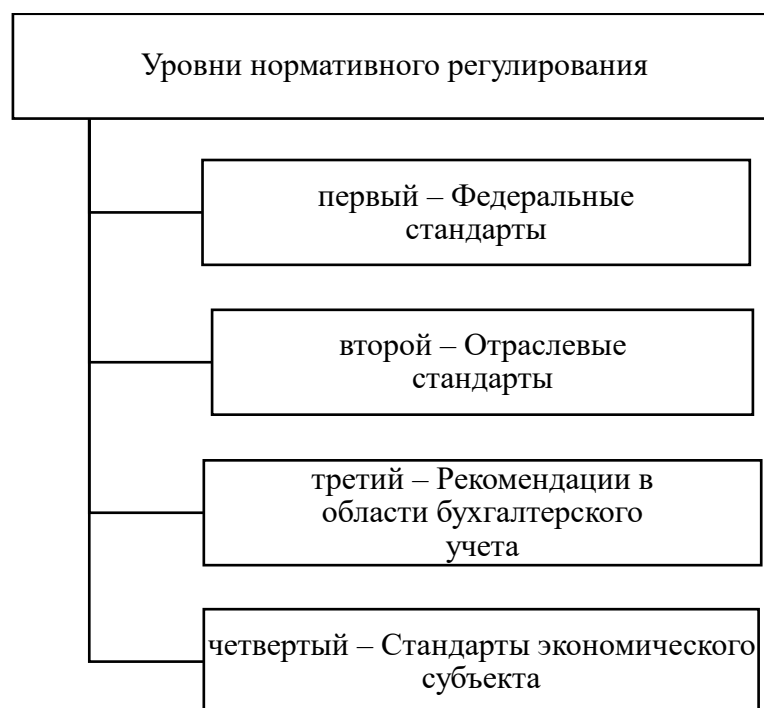 Уровни нормативного регулирования
первый – Федеральные
стандарты
второй – Отраслевые
стандарты
третий – Рекомендации в
области бухгалтерского
учета
четвертый – Стандарты экономического
субъекта